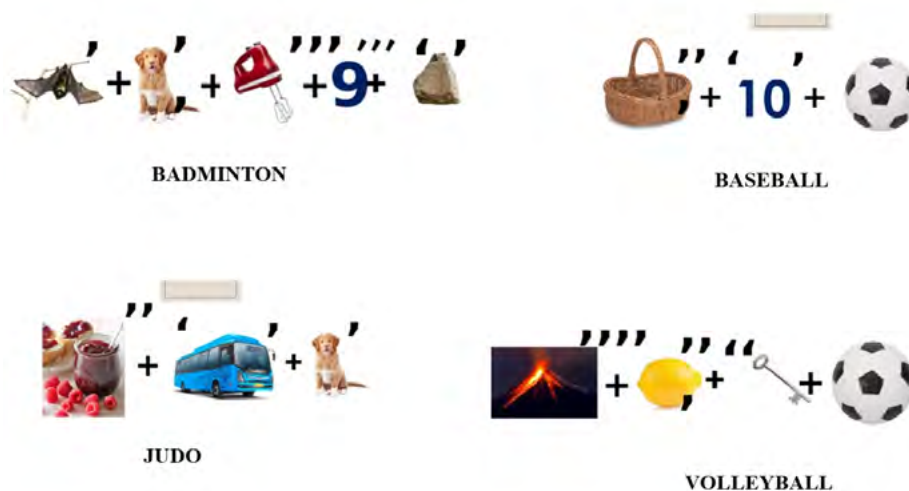 ’ + ’ , + ’’’ + 9 ’’’ + ‘ ’
’’ , + ‘ 10 ’ + 
BADMINTON
BASEBALL
’’ + ‘ ’ + ’
’’’’ + ’’ , + ‘‘ +
JUDO
VOLLEYBALL